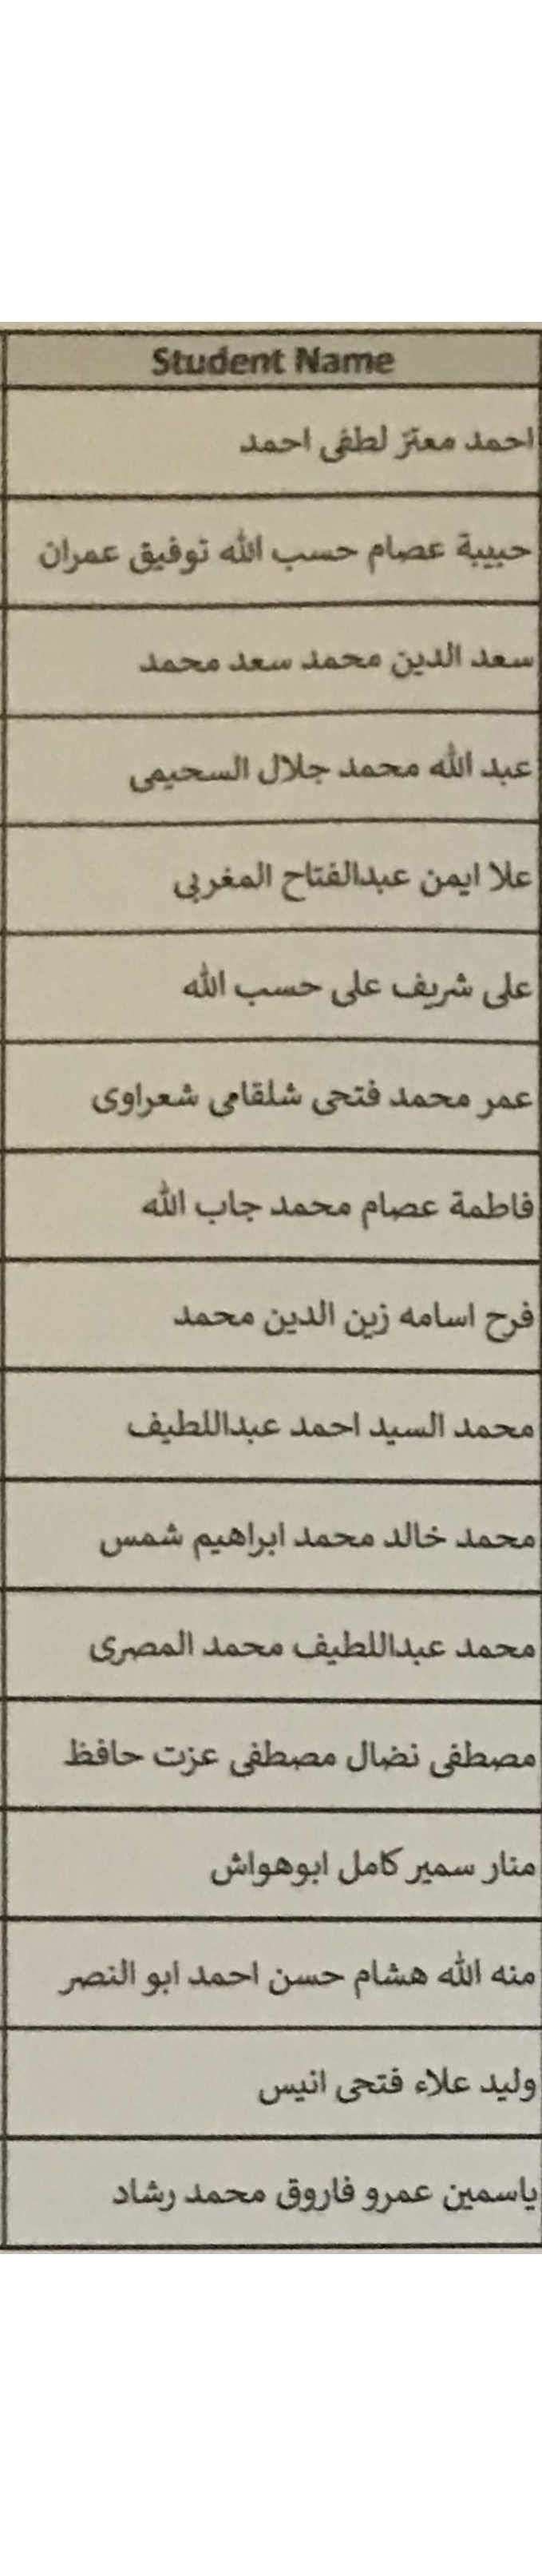 Student Name
احمد معتز لطفى احمد
حبيبة عصام حسب الله توفيق عمران
سعد الدين محمد سعد محمد
عبد الله محمد جلال السحيمى
علا ايمن عبدالفتاح المغربى
على شريف على حسب الله
عمر محمد فتحى شلقامى شعراوى
فاطمة عصام محمد جاب الله
فرح اسامه زين الدين محمد
محمد السيد احمد عبداللطيف
محمد خالد محمد ابراهيم شمس
محمد عبداللطيف محمد المصرى
مصطفى نضال مصطفى عزت حافظ
منار سمير كامل ابوهواش
منه الله هشام حسن احمد ابو النصر
وليد علاء فتحى انيس
ياسمين عمرو فاروق محمد رشاد